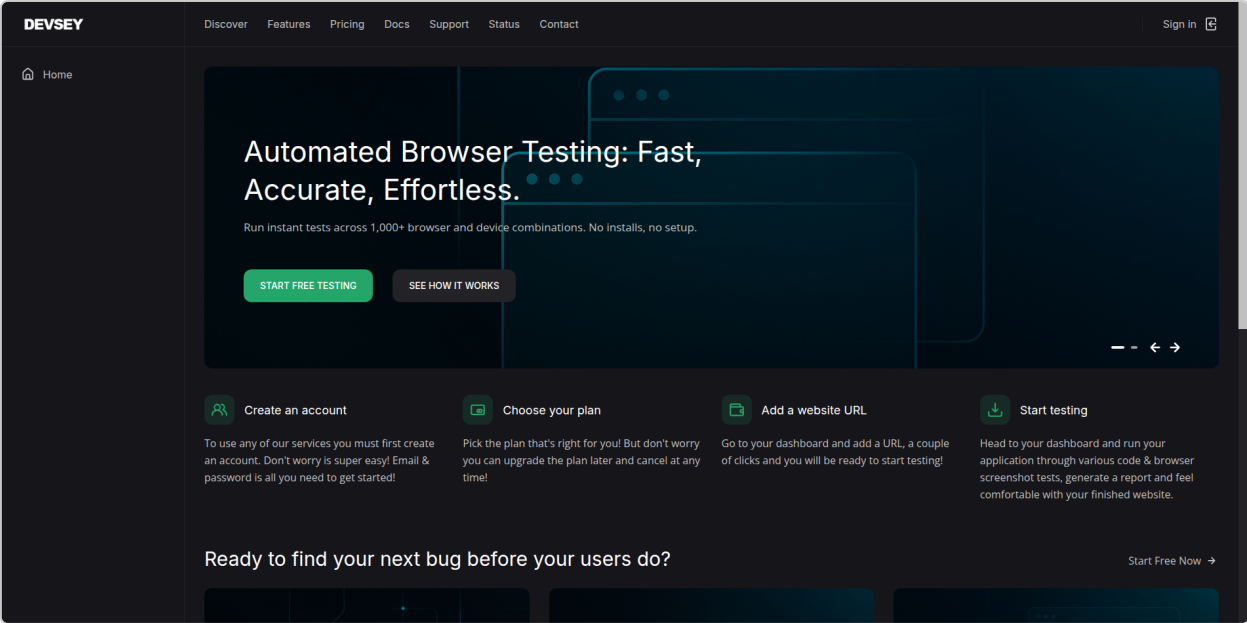 DEVSEY
Discover Features Pricing Docs Support Status Contact
Sign in
Home
Automated Browser Testing: Fast,
Accurate, Effortless.
Run instant tests across 1,000+ browser and device combinations. No installs, no setup.
START FREE TESTING
SEE HOW IT WORKS
Create an account
To use any of our services you must first create
an account. Don't worry is super easy! Email &
password is all you need to get started!
Choose your plan
Pick the plan that's right for you! But don't worry
you can upgrade the plan later and cancel at any
time!
Add a website URL
Go to your dashboard and add a URL, a couple
of clicks and you will be ready to start testing!
Start testing
Head to your dashboard and run your
application through various code & browser
screenshot tests, generate a report and feel
comfortable with your finished website.
Ready to find your next bug before your users do?
Start Free Now